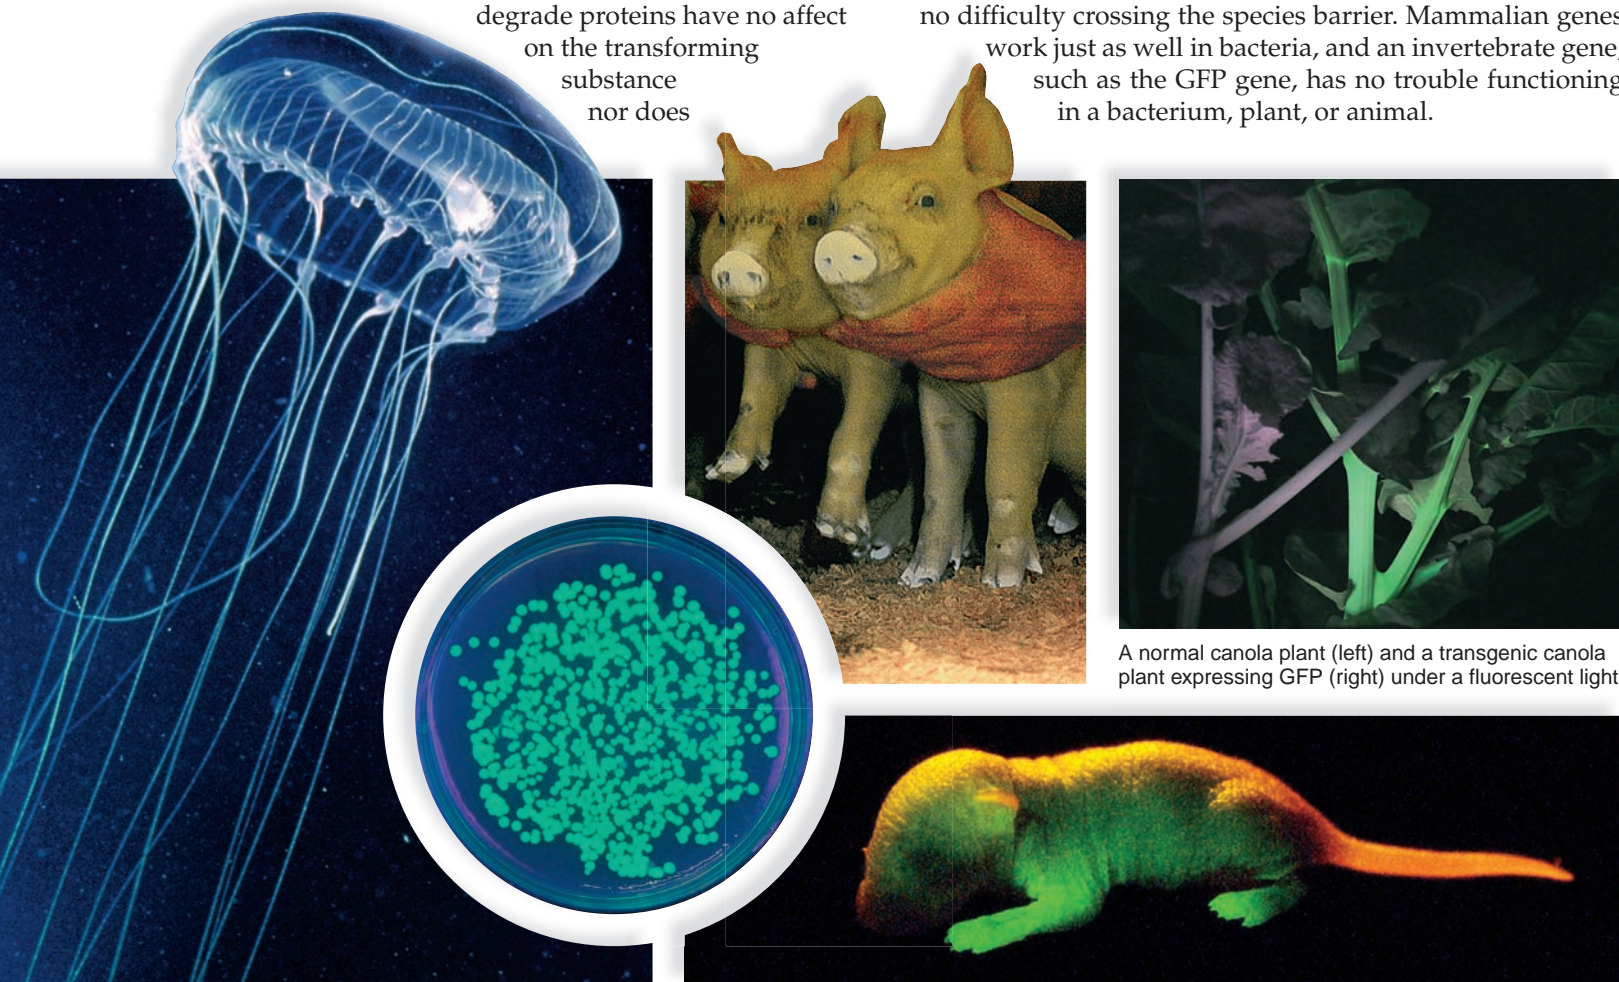 degrade proteins have no affect
on the transforming
substance
nor does
no difficulty crossing the species barrier. Mammalian genes
work just as well in bacteria, and an invertebrate gene,
such as the GFP gene, has no trouble functioning
in a bacterium, plant, or animal.
A normal canola plant (left) and a transgenic canola
plant expressing GFP (right) under a fluorescent light